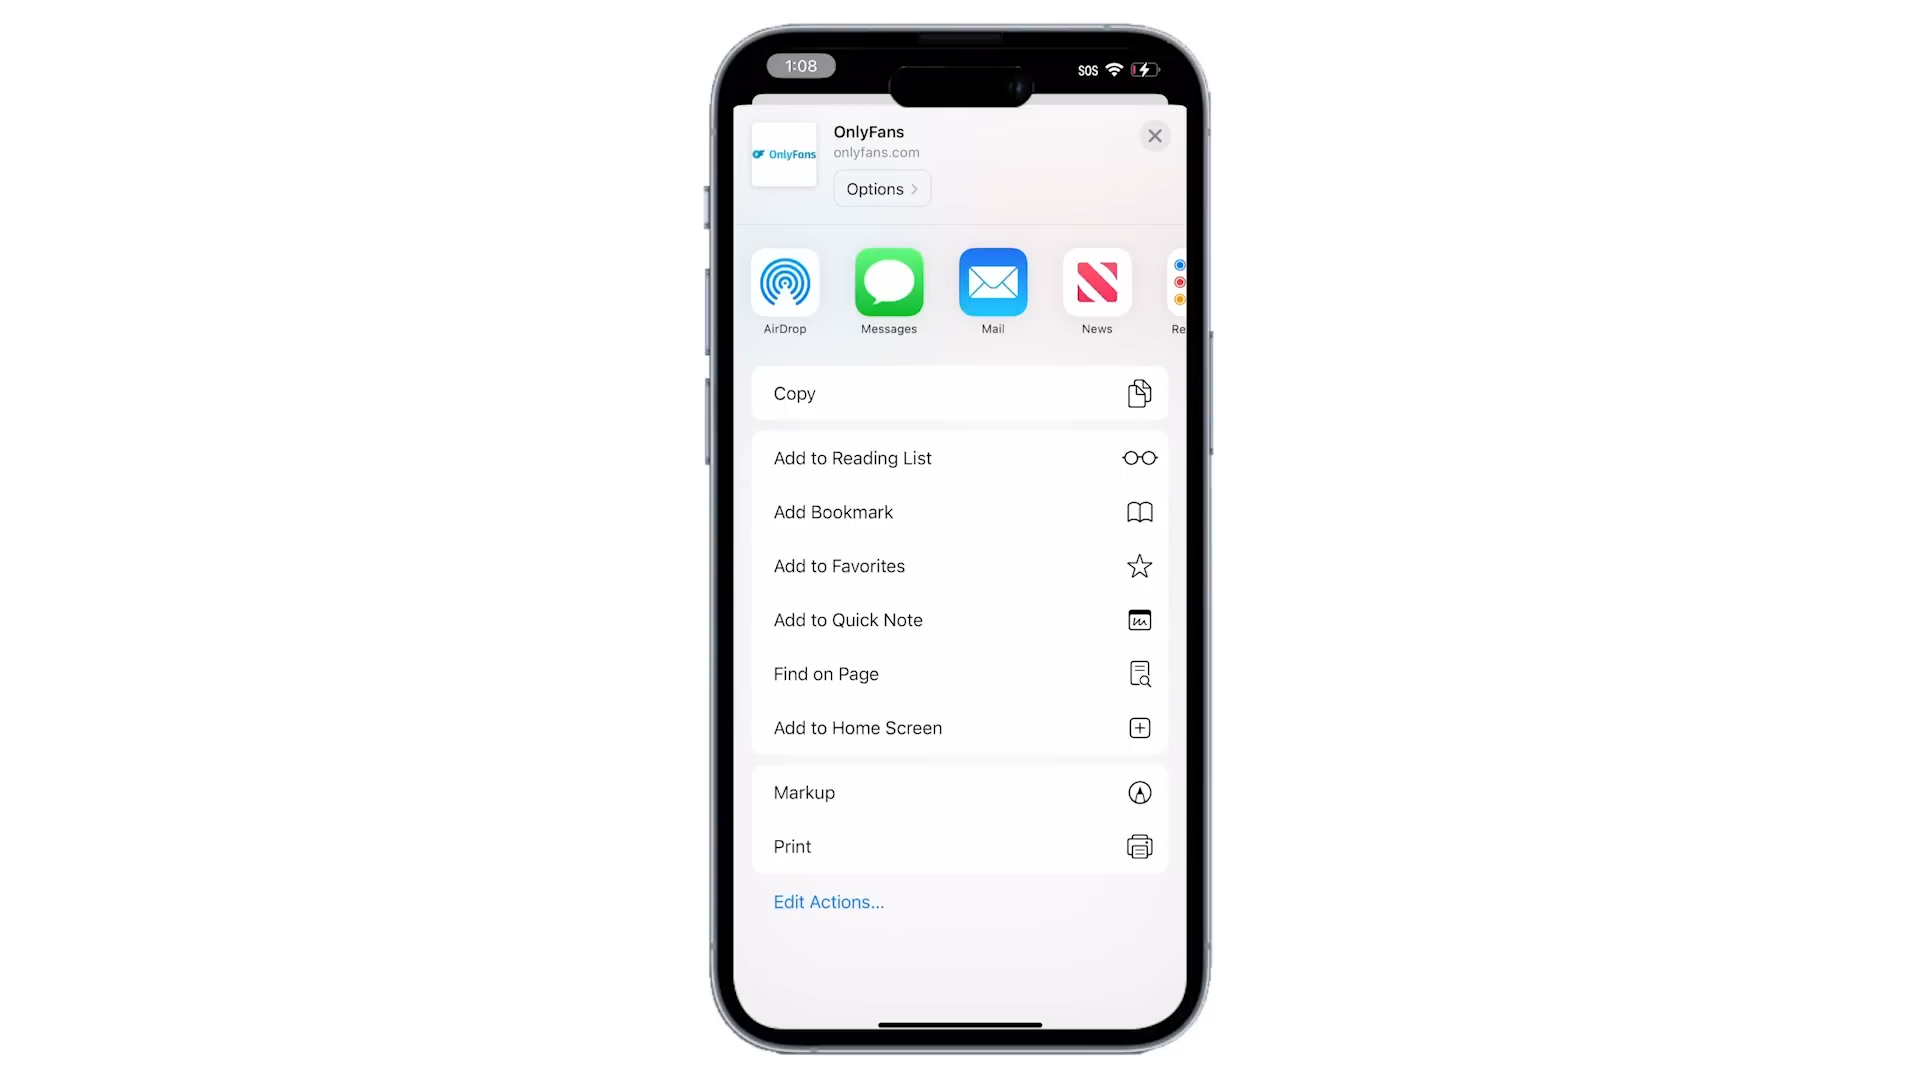 1:08
SOS
OnlyFans
OnlyFans
onlyfans.com
Options
AirDrop
Messages
Mail
News
Re
Copy
Add to Reading List
Add Bookmark
Add to Favorites
Add to Quick Note
Find on Page
Add to Home Screen
Markup
Print
Edit Actions...